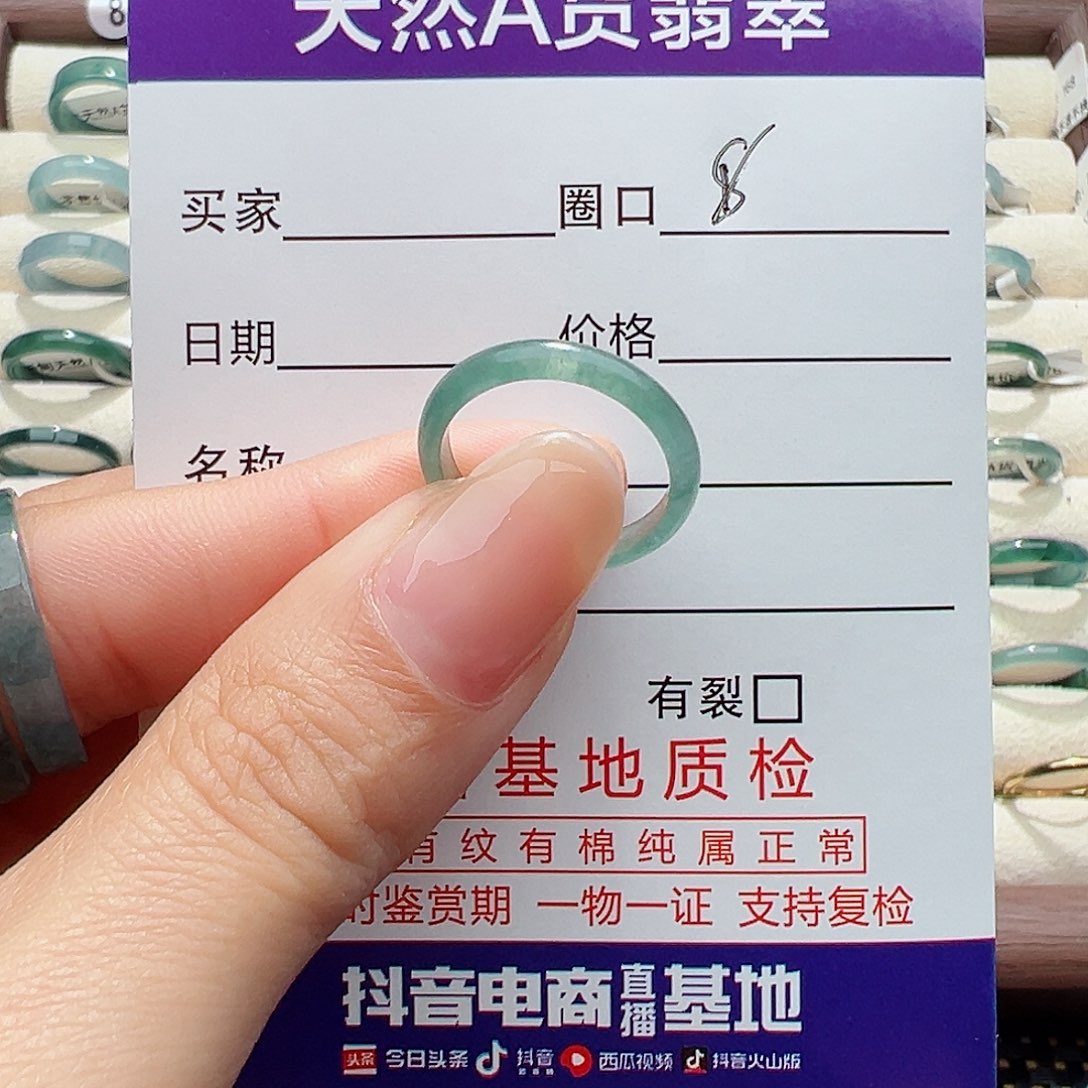 天然A货翡翠
买家 圈口 8
日期 价格
名称
有裂
基地质检
有纹有棉纯属正常
时鉴赏期 一物一证 支持复检
抖音电商直播基地
头条 今日头条 抖音 西瓜视频 抖音火山版